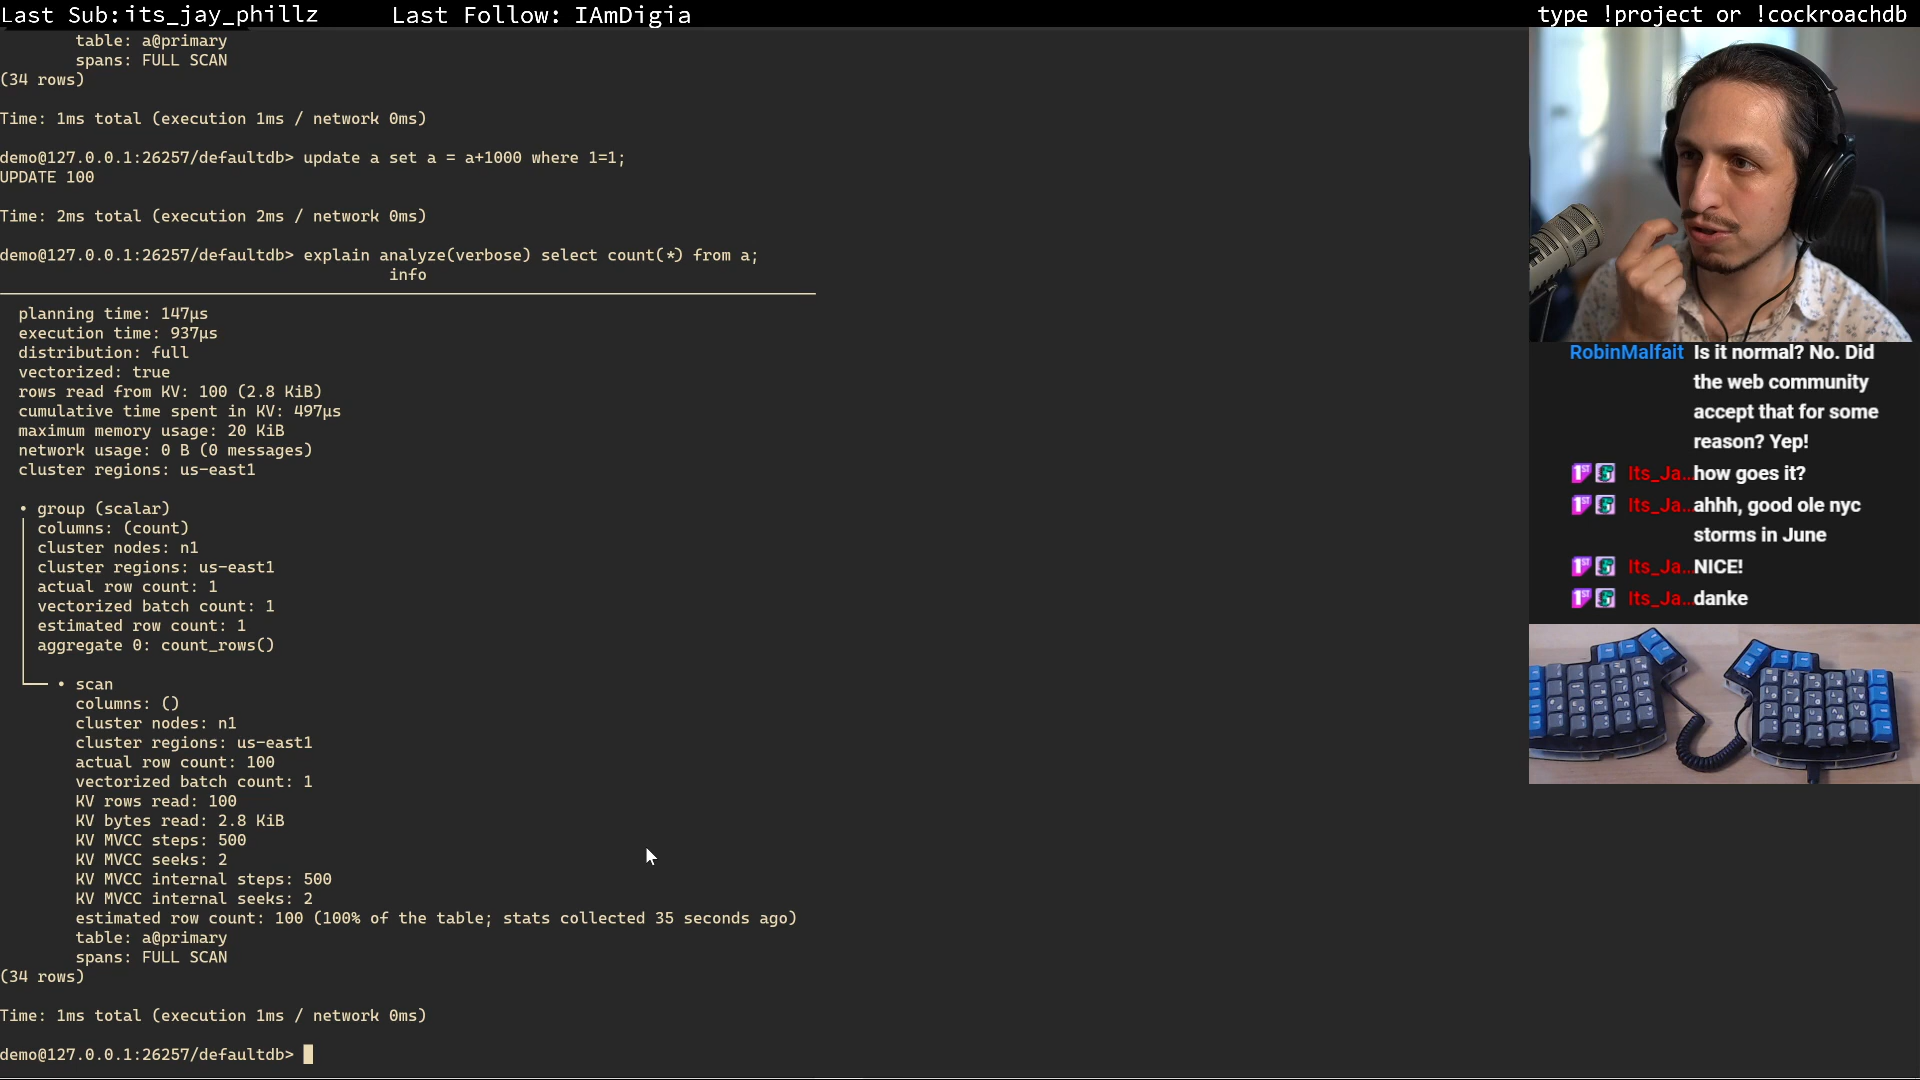 Last Sub:its_jay_phillz Last Follow: IAmDigia type !project or !cockroachdb
table: a@primary
spans: FULL SCAN
(34 rows)
Time: 1ms total (execution 1ms / network 0ms)
demo@127.0.0.1:26257/defaultdb> update a set a = a+1000 where 1=1;
UPDATE 100
Time: 2ms total (execution 2ms / network 0ms)
demo@127.0.0.1:26257/defaultdb> explain analyze(verbose) select count(*) from a;
info
planning time: 147µs
execution time: 937µs
distribution: full
vectorized: true
rows read from KV: 100 (2.8 KiB)
cumulative time spent in KV: 497µs
maximum memory usage: 20 KiB
network usage: 0 B (0 messages)
cluster regions: us-east1
• group (scalar)
columns: (count)
cluster nodes: n1
cluster regions: us-east1
actual row count: 1
vectorized batch count: 1
estimated row count: 1
aggregate 0: count_rows()
• scan
columns: ()
cluster nodes: n1
cluster regions: us-east1
actual row count: 100
vectorized batch count: 1
KV rows read: 100
KV bytes read: 2.8 KiB
KV MVCC steps: 500
KV MVCC seeks: 2
KV MVCC internal steps: 500
KV MVCC internal seeks: 2
estimated row count: 100 (100% of the table; stats collected 35 seconds ago)
table: a@primary
spans: FULL SCAN
(34 rows)
Time: 1ms total (execution 1ms / network 0ms)
demo@127.0.0.1:26257/defaultdb>
RobinMalfait Is it normal? No. Did
the web community
accept that for some
reason? Yep!
Its_Ja... how goes it?
Its_Ja... ahhh, good ole nyc
storms in June
Its_Ja... NICE!
Its_Ja... danke